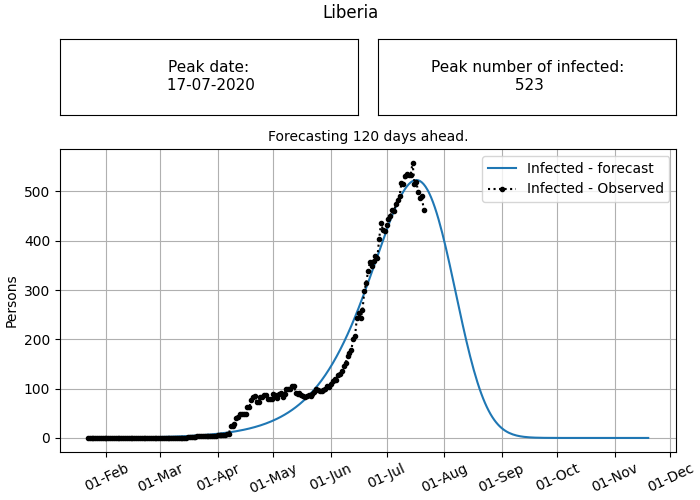 Liberia
Peak date:
17-07-2020
Peak number of infected:
523
Forecasting 120 days ahead.
Infected - forecast
Infected - Observed
Persons
500
400
300
200
100
0
01-Feb
01-Mar
01-Apr
01-May
01-Jun
01-Jul
01-Aug
01-Sep
01-Oct
01-Nov
01-Dec